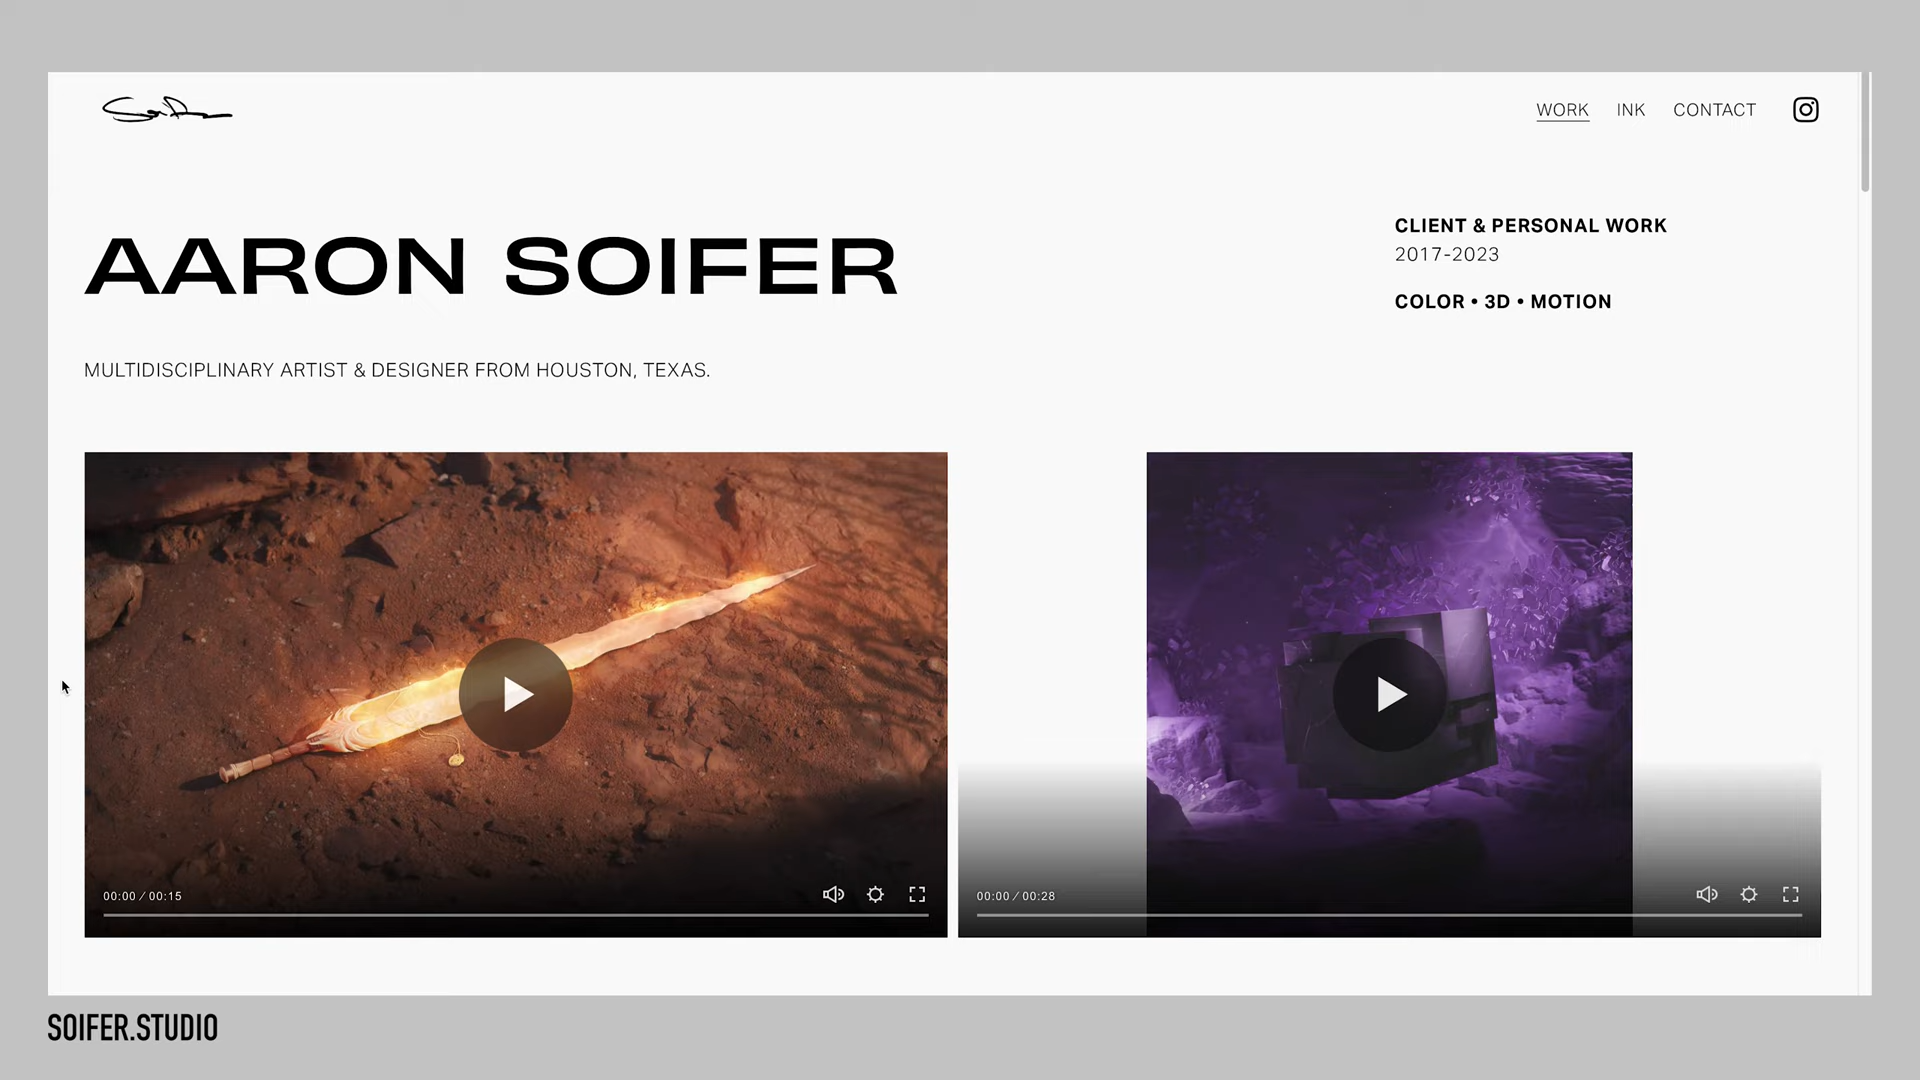 WORK INK CONTACT
AARON SOIFER
CLIENT & PERSONAL WORK
2017-2023
COLOR • 3D • MOTION
MULTIDISCIPLINARY ARTIST & DESIGNER FROM HOUSTON, TEXAS.
00:00 / 00:15
00:00 / 00:28
SOIFER.STUDIO